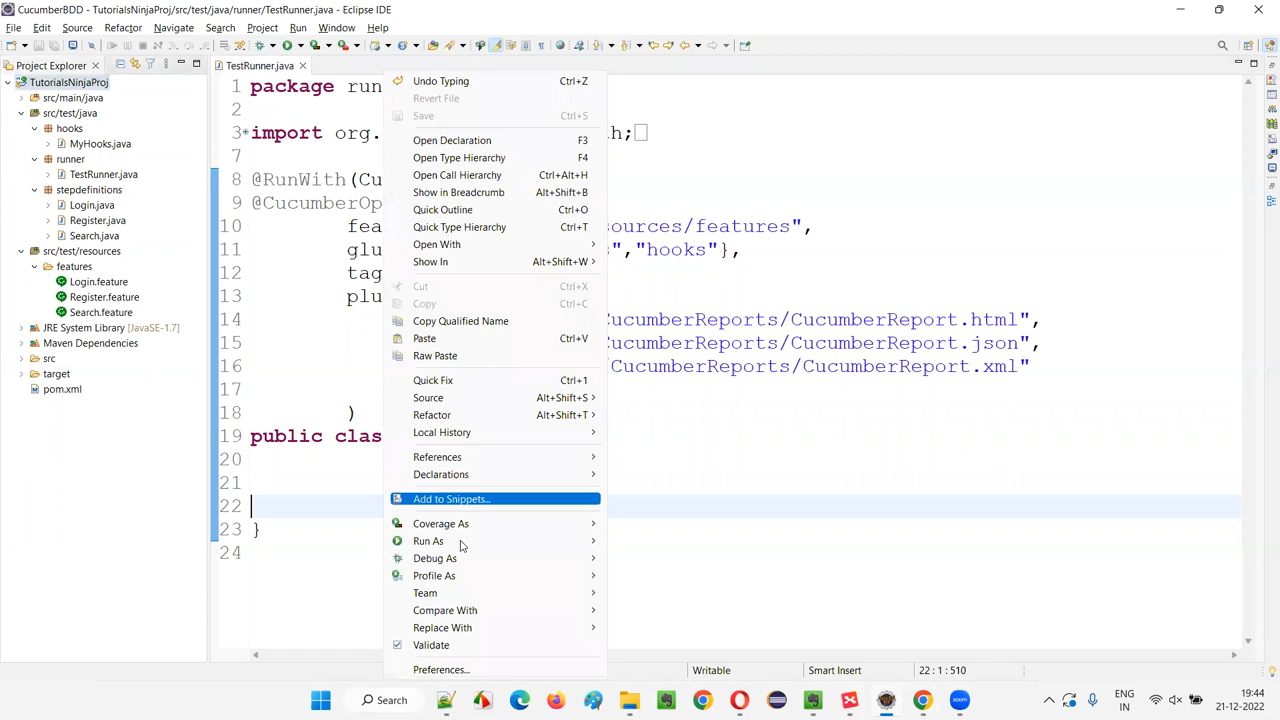 CucumberBDD - TutorialsNinjaProj/src/test/java/runner/TestRunner.java - Eclipse IDE
File Edit Source Refactor Navigate Search Project Run Window Help
Project Explorer
TutorialsNinjaProj
src/main/java
src/test/java
hooks
MyHooks.java
runner
TestRunner.java
stepdefinitions
Login.java
Register.java
Search.java
src/test/resources
features
Login.feature
Register.feature
Search.feature
JRE System Library [JavaSE-1.7]
Maven Dependencies
src
target
pom.xml
TestRunner.java
1 package run
2
3 import org. h;
7
8 @RunWith(Cu
9 @CucumberOp
10 fea sources/features",
11 glu s","hooks"},
12 tag
13 plu
14 CucumberReports/CucumberReport.html",
15 CucumberReports/CucumberReport.json",
16 /CucumberReports/CucumberReport.xml"
17
18 )
19 public clas
20
21
22
23 }
24
Undo Typing Ctrl+Z
Revert File
Save Ctrl+S
Open Declaration F3
Open Type Hierarchy F4
Open Call Hierarchy Ctrl+Alt+H
Show in Breadcrumb Alt+Shift+B
Quick Outline Ctrl+O
Quick Type Hierarchy Ctrl+T
Open With
Show In Alt+Shift+W
Cut Ctrl+X
Copy Ctrl+C
Copy Qualified Name
Paste Ctrl+V
Raw Paste
Quick Fix Ctrl+1
Source Alt+Shift+S
Refactor Alt+Shift+T
Local History
References
Declarations
Add to Snippets...
Coverage As
Run As
Debug As
Profile As
Team
Compare With
Replace With
Validate
Preferences...
Writable Smart Insert 22 : 1 : 510
Search
ENG
IN
19:44
21-12-2022